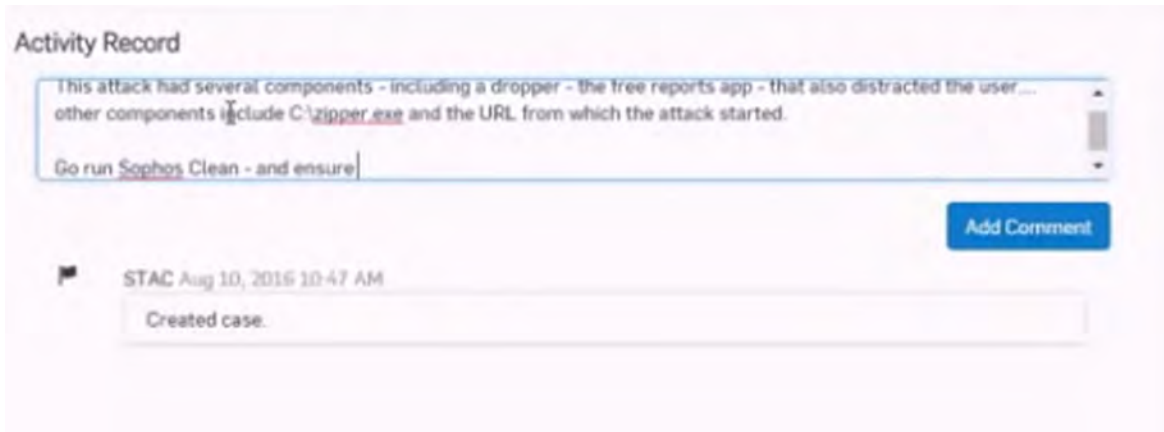 Activity Record
This attack had several components - including a dropper - the free reports app - that also distracted the user....
other components include C:\zipper.exe and the URL from which the attack started.
Go run Sophos Clean - and ensure
Add Comment
STAC Aug 10, 2016 10:47 AM
Created case.